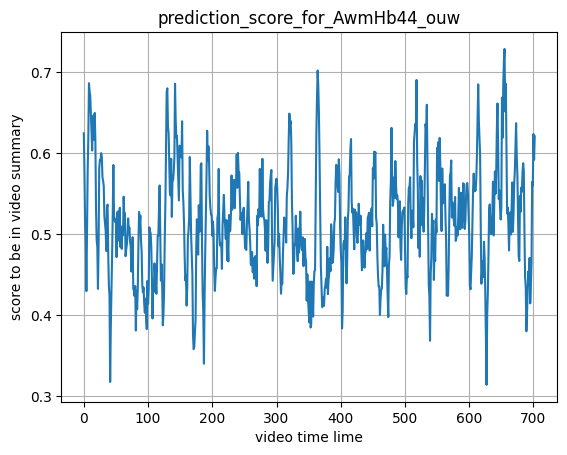 prediction_score_for_AwmHb44_ouw
score to be in video summary
0.7
0.6
0.5
0.4
0.3
0 100 200 300 400 500 600 700
video time lime